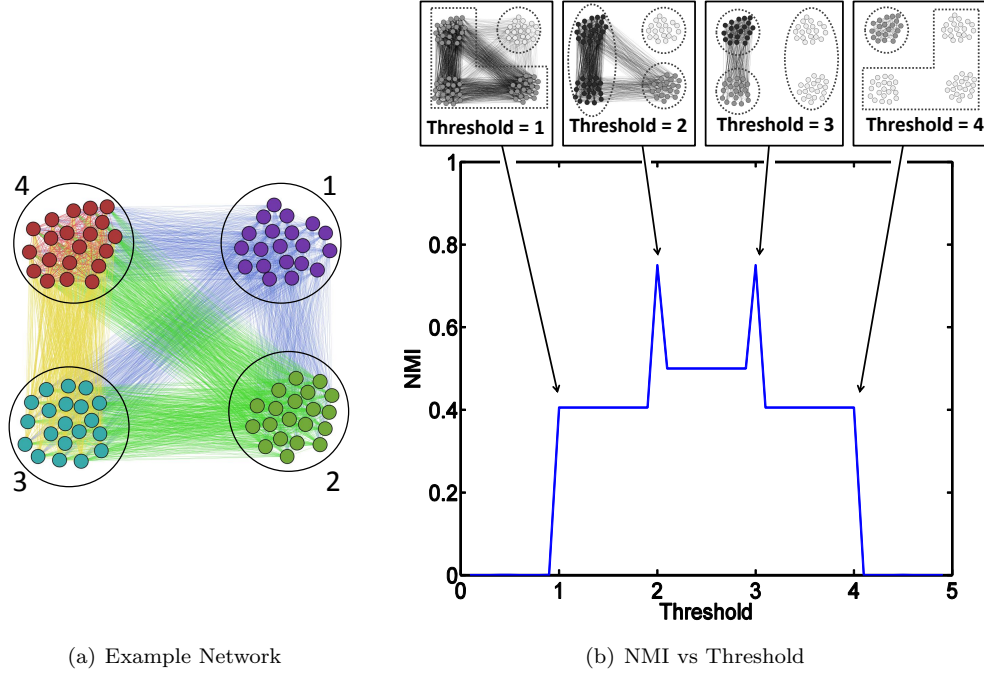 Threshold = 1
Threshold = 2
Threshold = 3
Threshold = 4
4
1
3
2
1
0.8
0.6
0.4
0.2
0
NMI
0 1 2 3 4 5
Threshold
(a) Example Network
(b) NMI vs Threshold